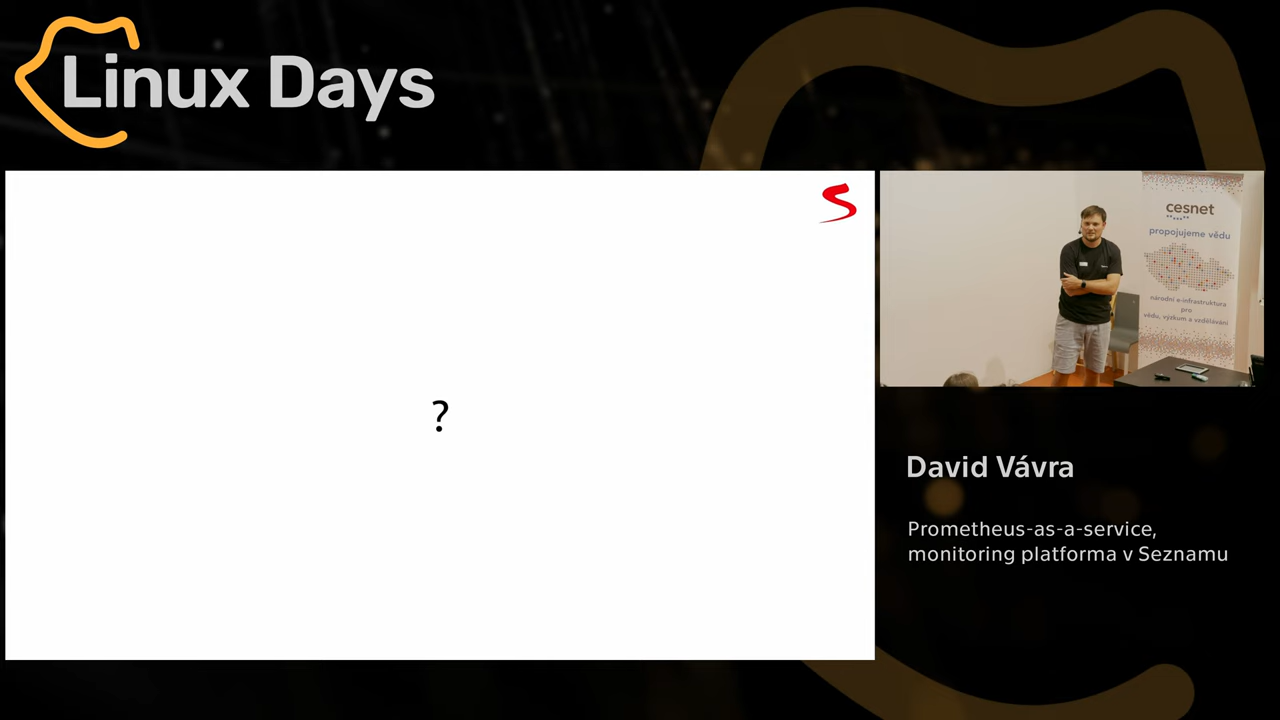 Linux Days
?
cesnet
propojujeme vědu
národní e-infrastruktura
pro
vědu, výzkum a vzdělávání
David Vávra
Prometheus-as-a-service,
monitoring platforma v Seznamu